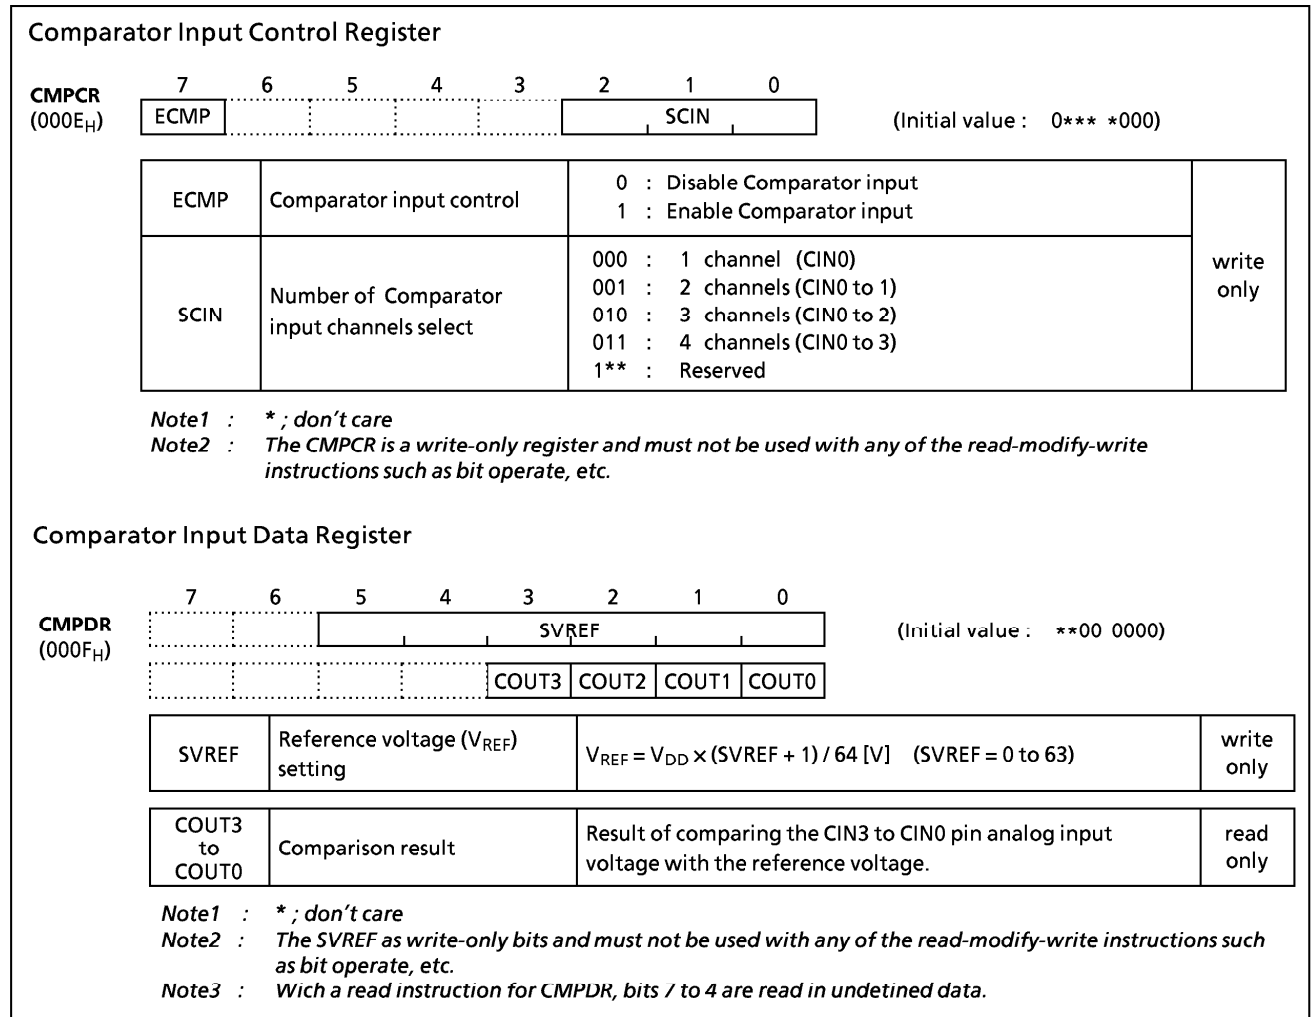 Comparator Input Control Register
7 6 5 4 3 2 1 0
CMPCR
(000EH)
ECMP SCIN (Initial value : 0*** *000)
ECMP Comparator input control 0 : Disable Comparator input
1 : Enable Comparator input
SCIN Number of Comparator input channels select
000 : 1 channel (CIN0)
001 : 2 channels (CIN0 to 1)
010 : 3 channels (CIN0 to 2)
011 : 4 channels (CIN0 to 3)
1** : Reserved
write
only
Note1 : * ; don't care
Note2 : The CMPCR is a write-only register and must not be used with any of the read-modify-write
instructions such as bit operate, etc.
Comparator Input Data Register
7 6 5 4 3 2 1 0
CMPDR
(000FH)
SVREF (Initial value : **00 0000)
COUT3 COUT2 COUT1 COUT0
SVREF Reference voltage (VREF)
setting
VREF = VDD × (SVREF + 1) / 64 [V] (SVREF = 0 to 63)
write
only
COUT3
to
COUT0
Comparison result
Result of comparing the CIN3 to CIN0 pin analog input
voltage with the reference voltage.
read
only
Note1 : * ; don't care
Note2 : The SVREF as write-only bits and must not be used with any of the read-modify-write instructions such
as bit operate, etc.
Note3 : Wich a read instruction for CMPDR, bits 7 to 4 are read in undetined data.